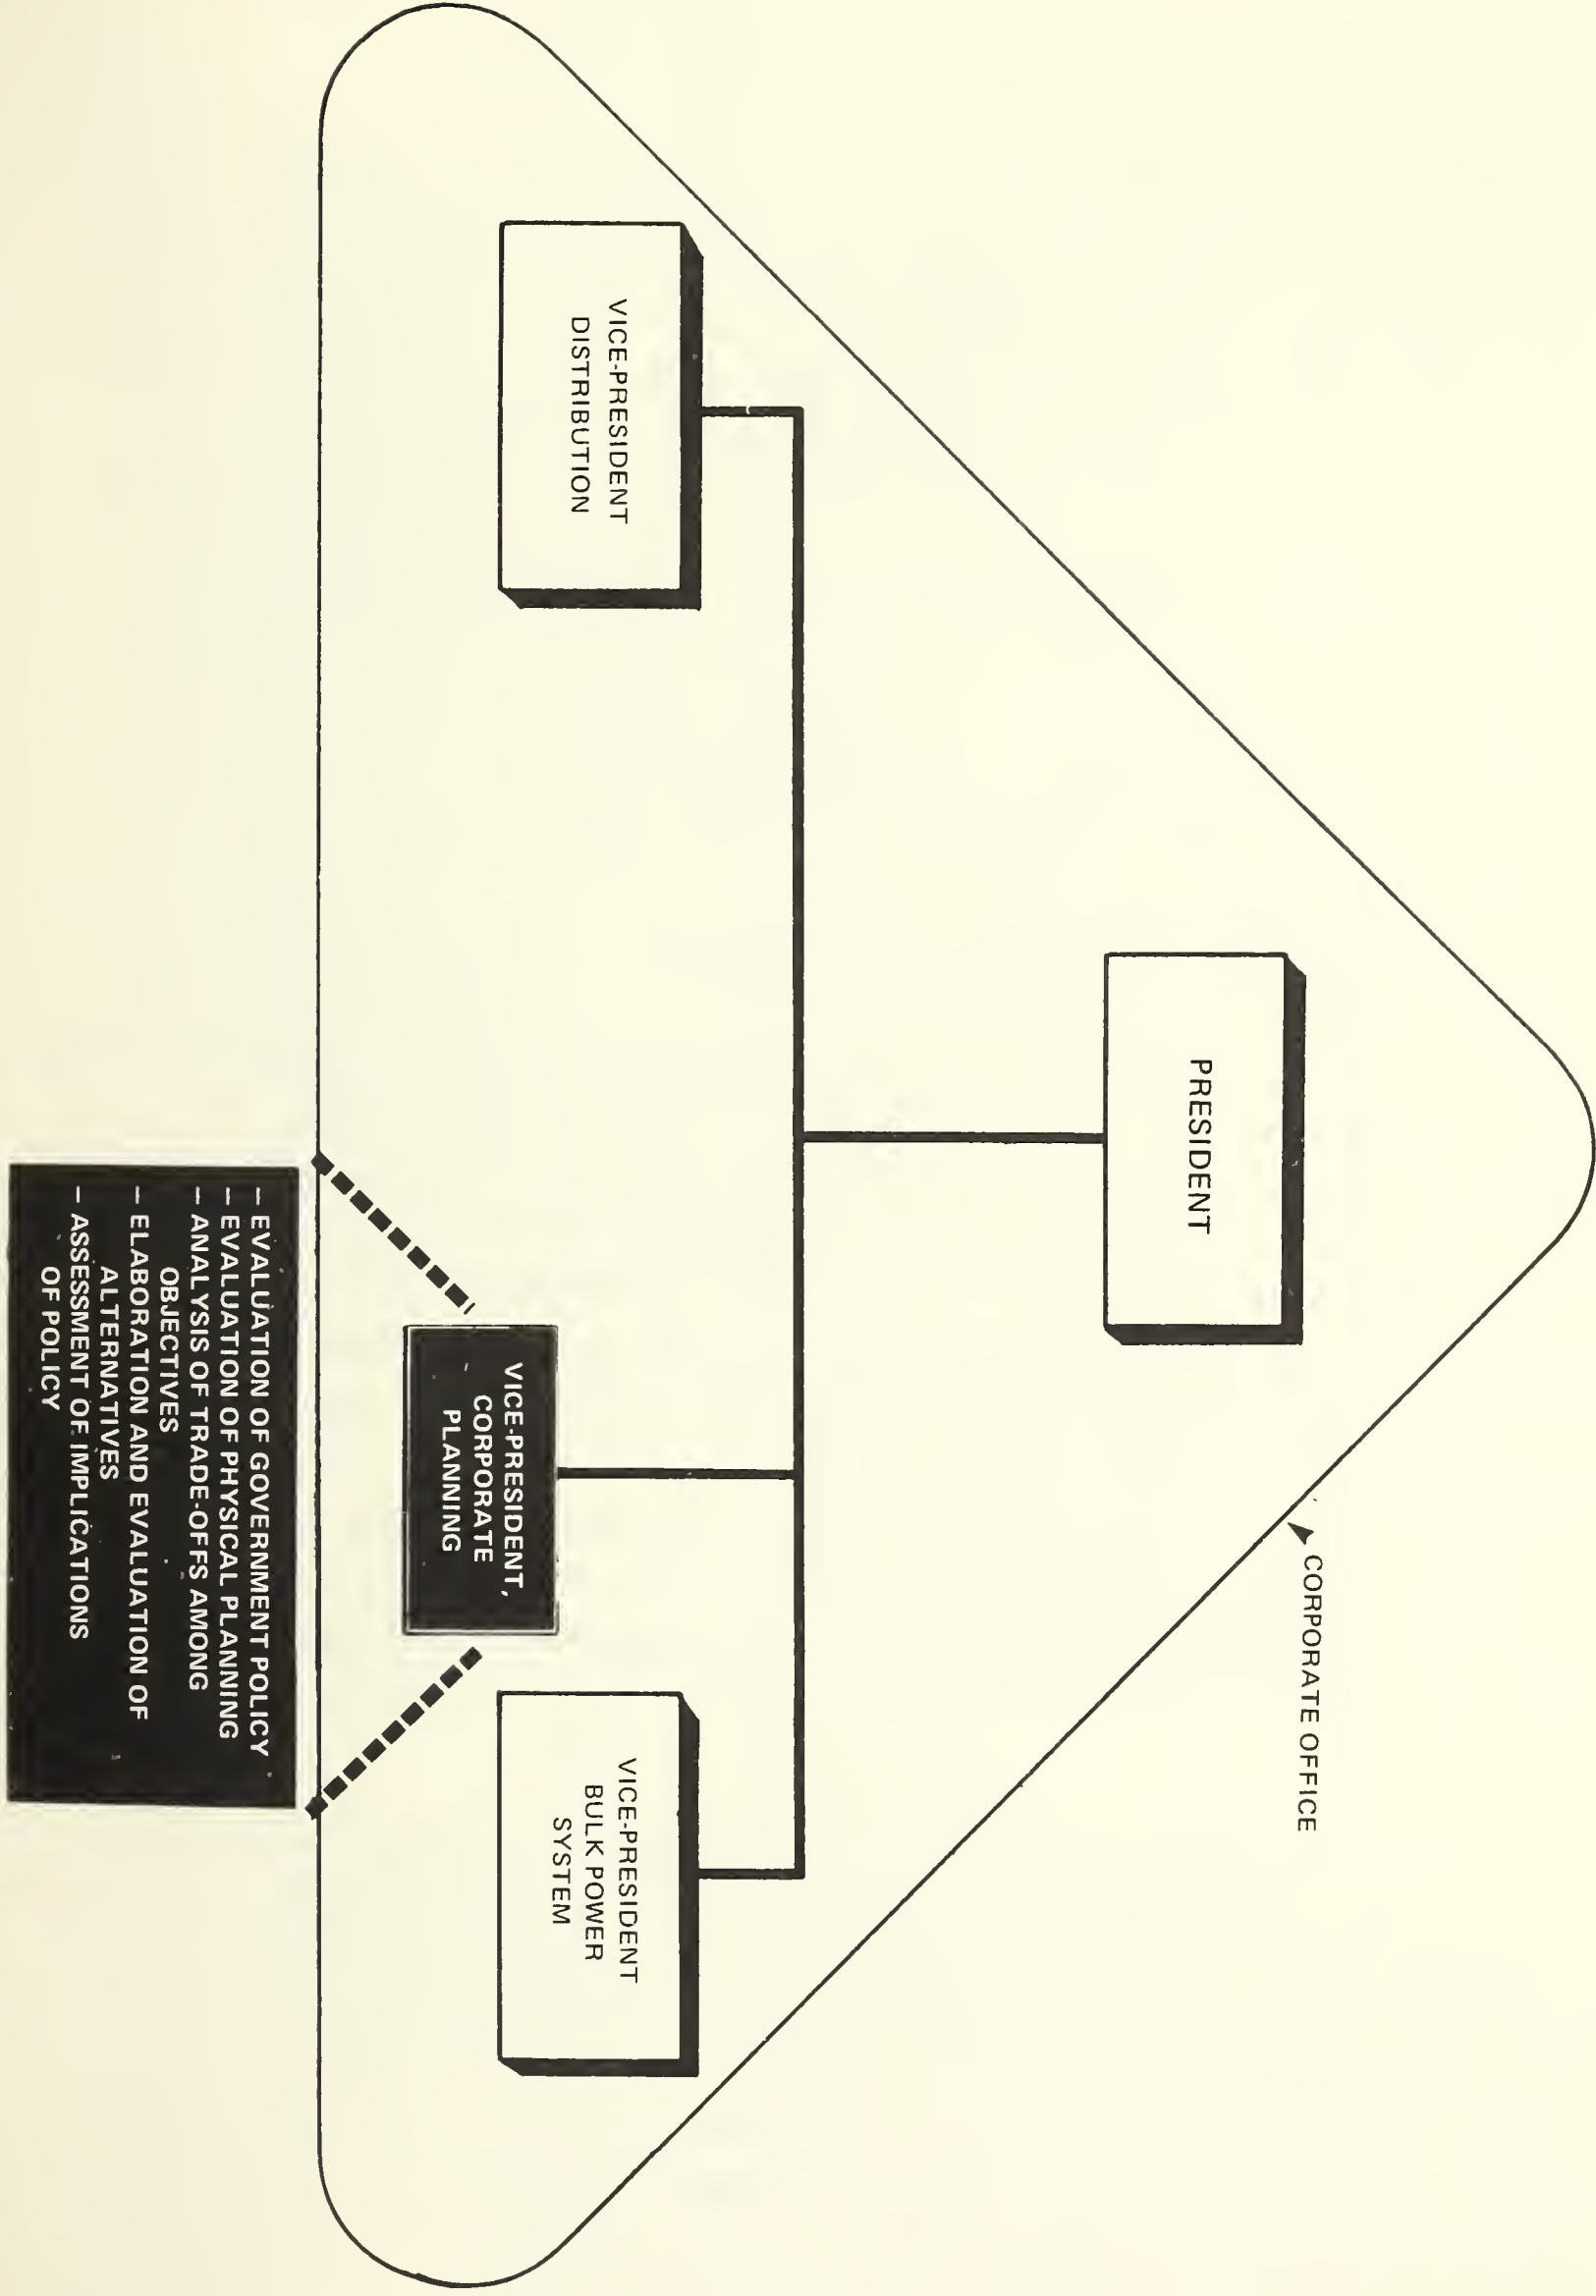 CORPORATE OFFICE
PRESIDENT
VICE-PRESIDENT
DISTRIBUTION
VICE-PRESIDENT,
CORPORATE
PLANNING
VICE-PRESIDENT
BULK POWER
SYSTEM
— EVALUATION OF GOVERNMENT POLICY
— EVALUATION OF PHYSICAL PLANNING
— ANALYSIS OF TRADE-OFFS AMONG
OBJECTIVES
— ELABORATION AND EVALUATION OF
ALTERNATIVES
— ASSESSMENT OF IMPLICATIONS
OF POLICY